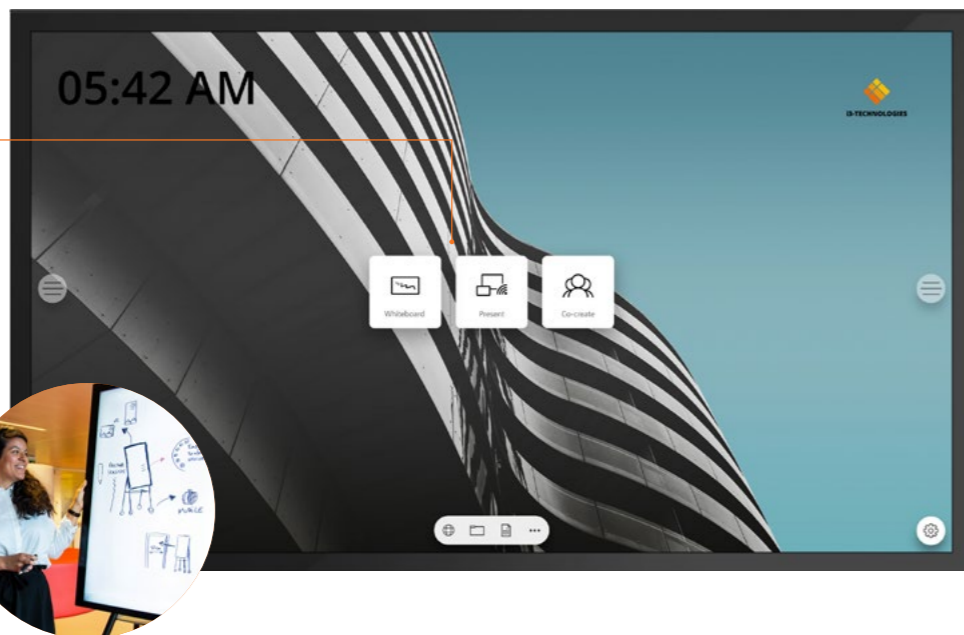 05:42 AM
i3-TECHNOLOGIES
Whiteboard
Present
Co-create